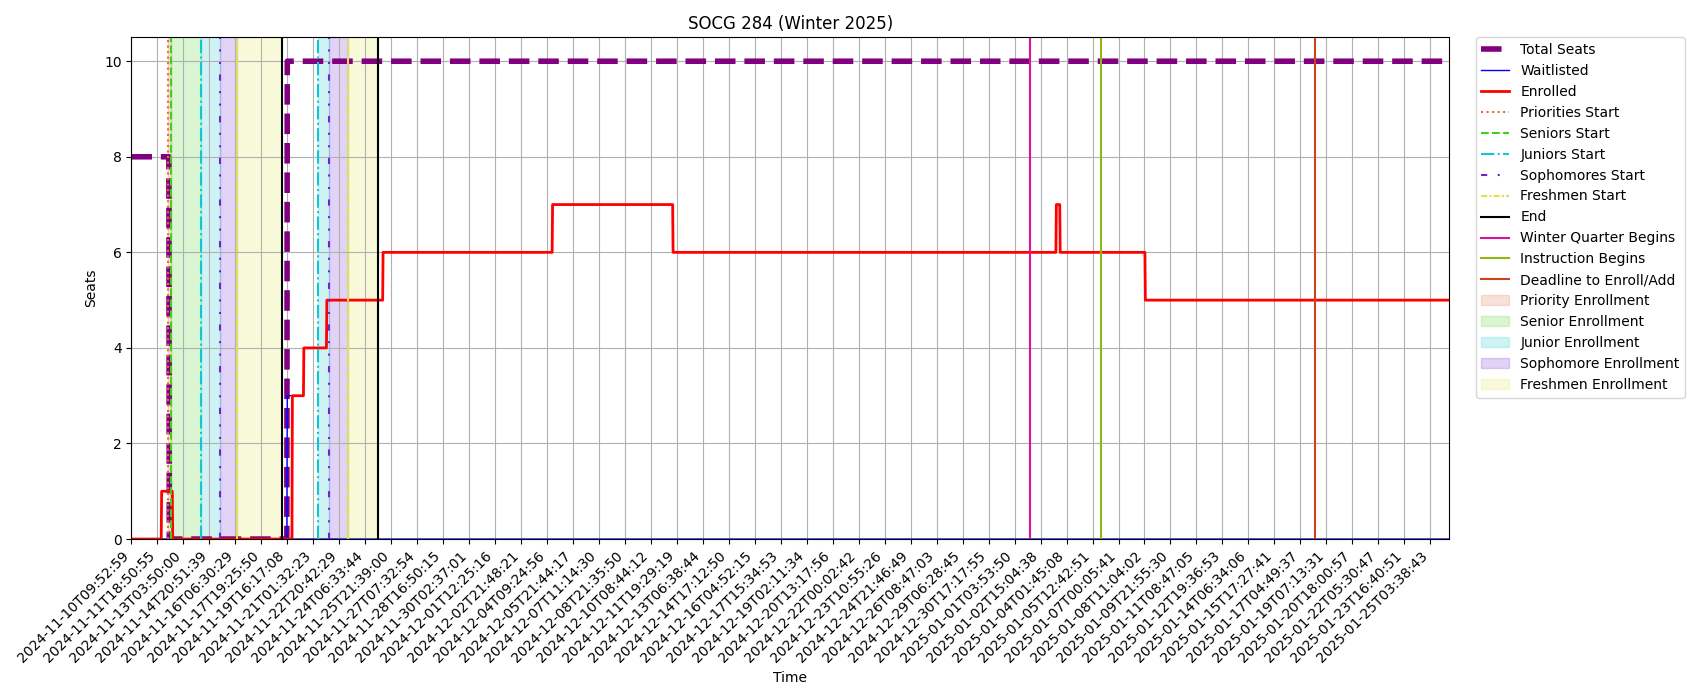 SOCG 284 (Winter 2025)
Seats
10
8
6
4
2
0
2024-11-10T09:52:59
2024-11-11T18:50:55
2024-11-13T03:50:00
2024-11-14T20:51:39
2024-11-16T06:30:29
2024-11-17T19:25:50
2024-11-19T16:17:08
2024-11-21T01:32:23
2024-11-22T20:42:29
2024-11-24T06:33:44
2024-11-25T21:39:00
2024-11-27T07:32:54
2024-11-28T16:50:15
2024-11-30T02:37:01
2024-12-01T12:25:16
2024-12-02T21:48:21
2024-12-04T09:24:56
2024-12-05T21:44:17
2024-12-07T11:14:30
2024-12-08T21:35:50
2024-12-10T08:44:12
2024-12-11T19:29:19
2024-12-13T06:38:44
2024-12-14T17:12:50
2024-12-16T04:52:15
2024-12-17T15:34:53
2024-12-19T02:11:34
2024-12-20T13:17:56
2024-12-22T00:02:42
2024-12-23T10:55:26
2024-12-24T21:46:49
2024-12-26T08:47:03
2024-12-29T06:28:45
2024-12-30T17:17:55
2025-01-01T03:53:50
2025-01-02T15:04:38
2025-01-04T01:45:08
2025-01-05T12:42:51
2025-01-07T00:05:41
2025-01-08T11:04:02
2025-01-09T21:55:30
2025-01-11T08:47:05
2025-01-12T19:36:53
2025-01-14T06:34:06
2025-01-15T17:27:41
2025-01-17T04:49:37
2025-01-19T07:13:31
2025-01-20T18:00:57
2025-01-22T05:30:47
2025-01-23T16:40:51
2025-01-25T03:38:43
Time
Total Seats
Waitlisted
Enrolled
Priorities Start
Seniors Start
Juniors Start
Sophomores Start
Freshmen Start
End
Winter Quarter Begins
Instruction Begins
Deadline to Enroll/Add
Priority Enrollment
Senior Enrollment
Junior Enrollment
Sophomore Enrollment
Freshmen Enrollment